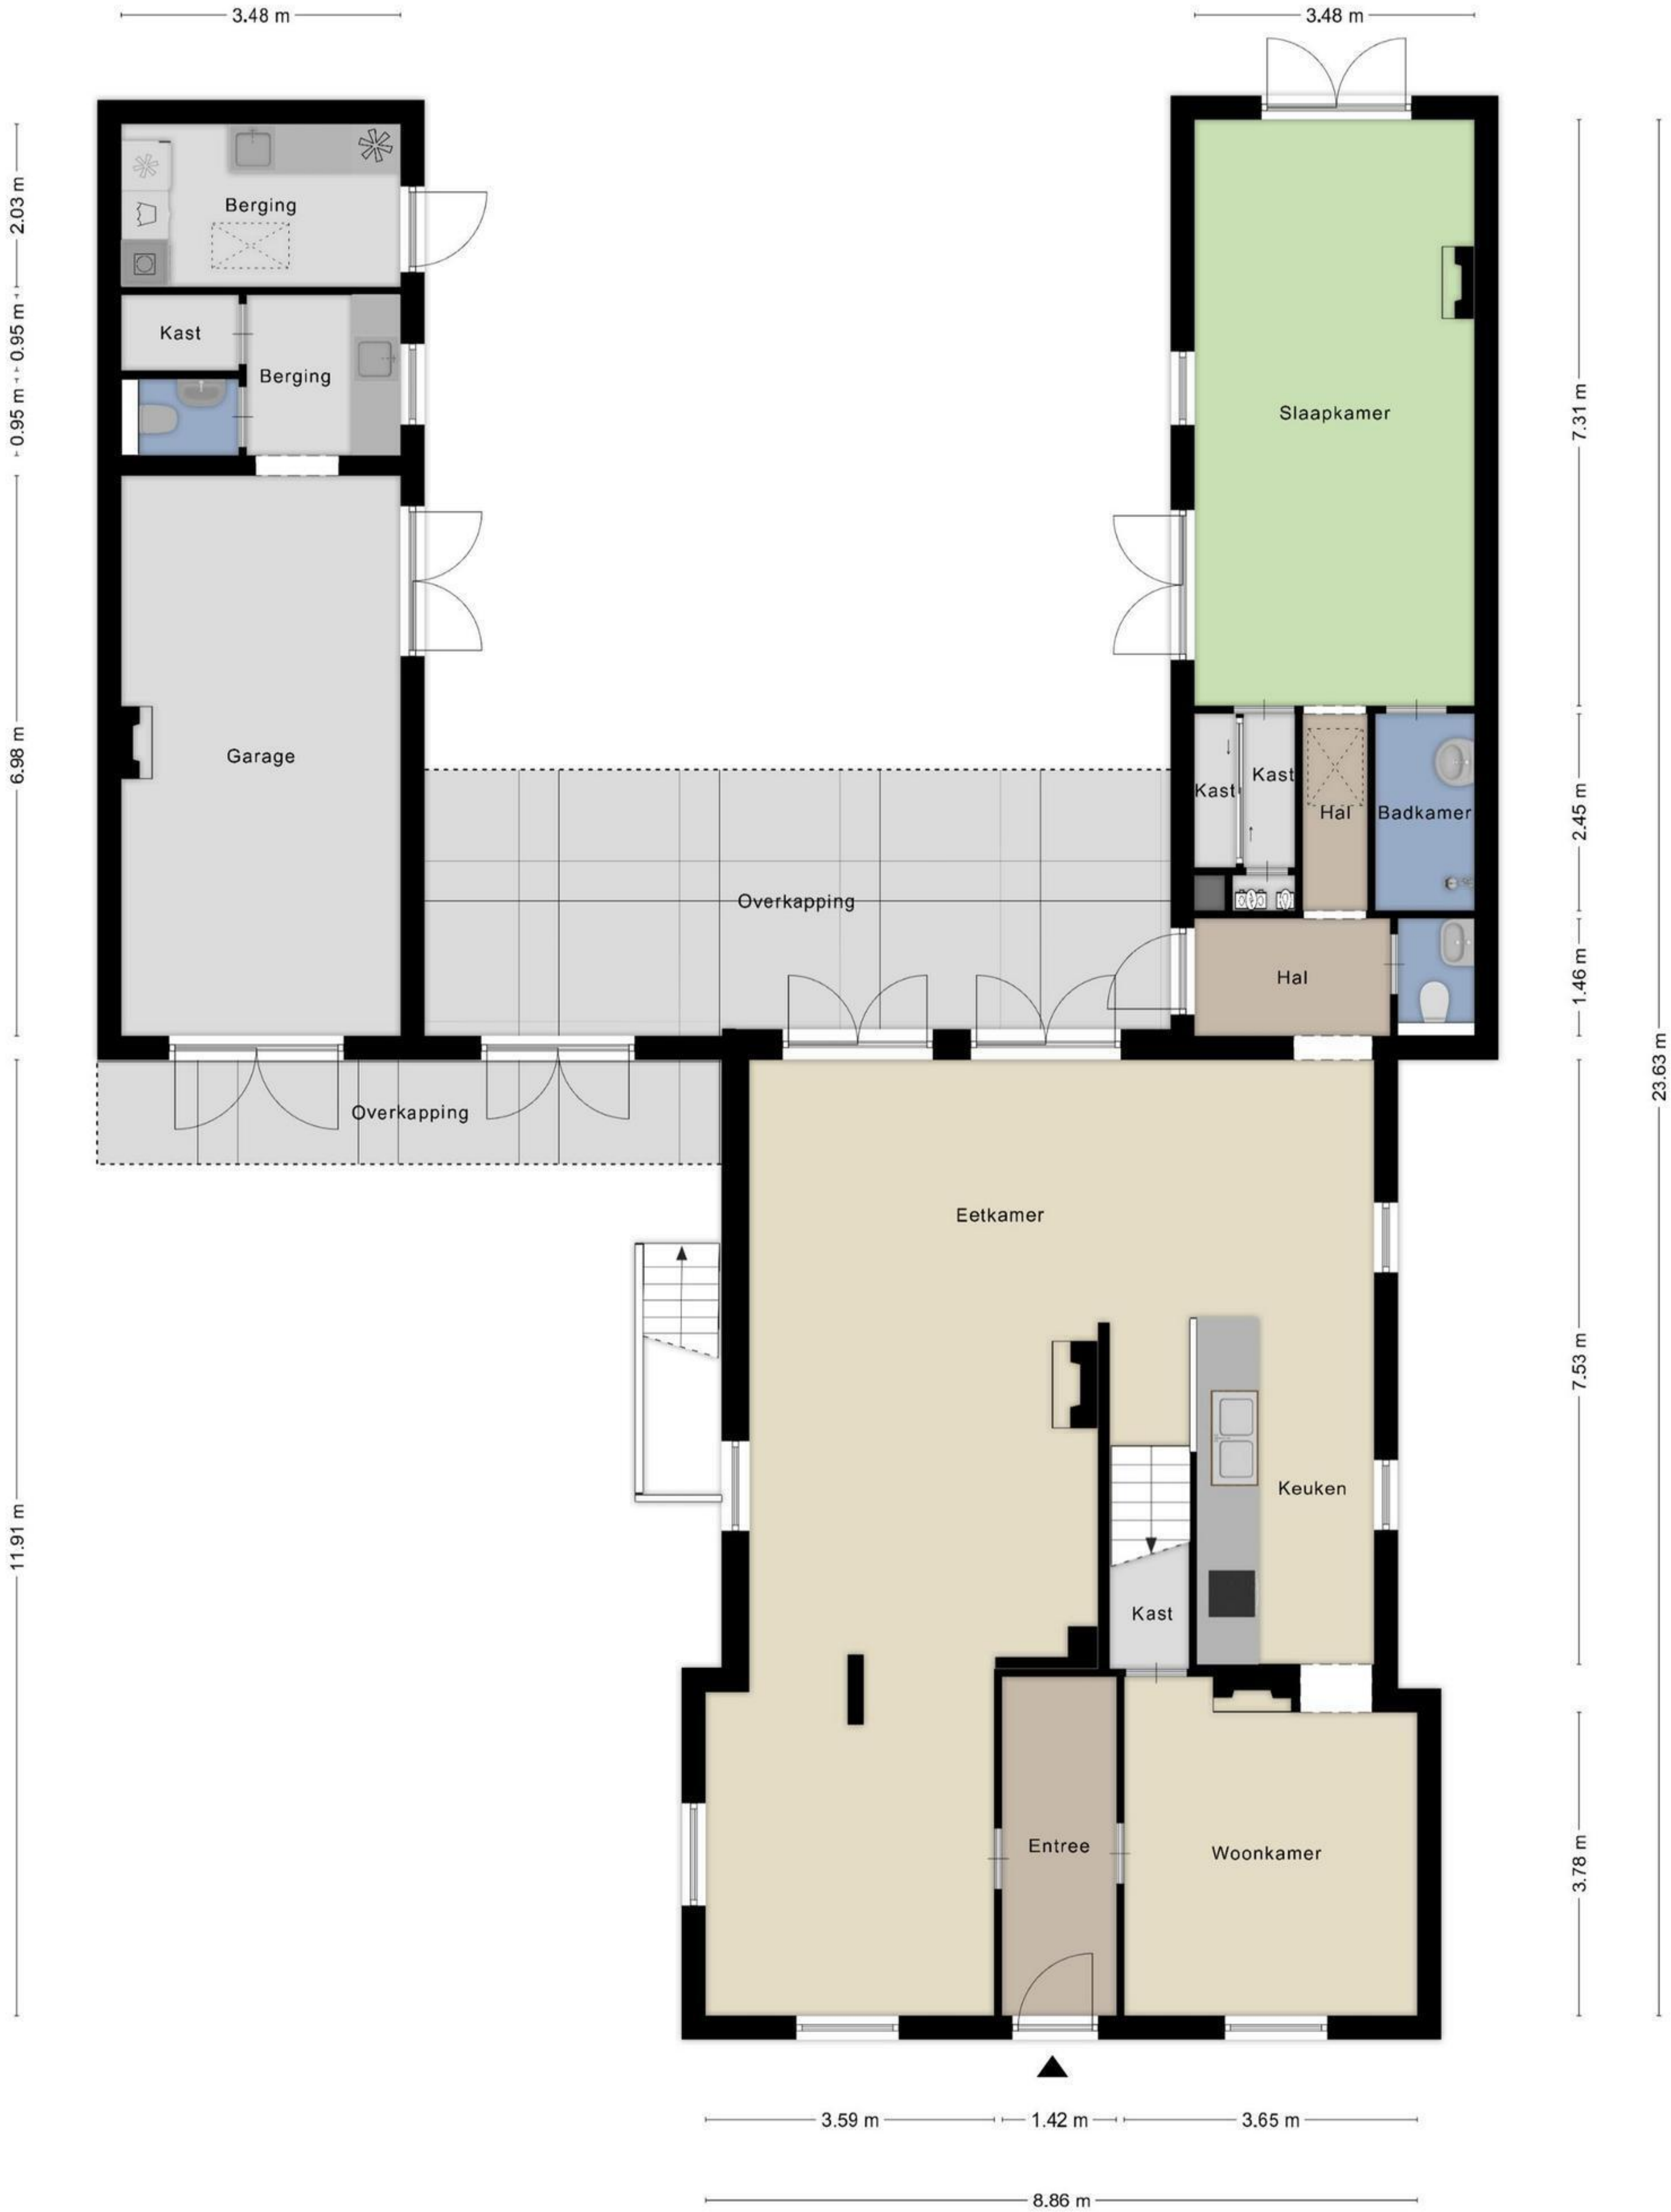 3.48 m
3.48 m
2.03 m
Berging
0.95 m
Kast
Berging
0.95 m
Slaapkamer
7.31 m
6.98 m
Garage
Kast
Kast
Hal
Badkamer
2.45 m
Overkapping
Hal
1.46 m
23.63 m
Overkapping
Eetkamer
7.53 m
11.91 m
Keuken
Kast
Entree
Woonkamer
3.78 m
3.59 m
1.42 m
3.65 m
8.86 m